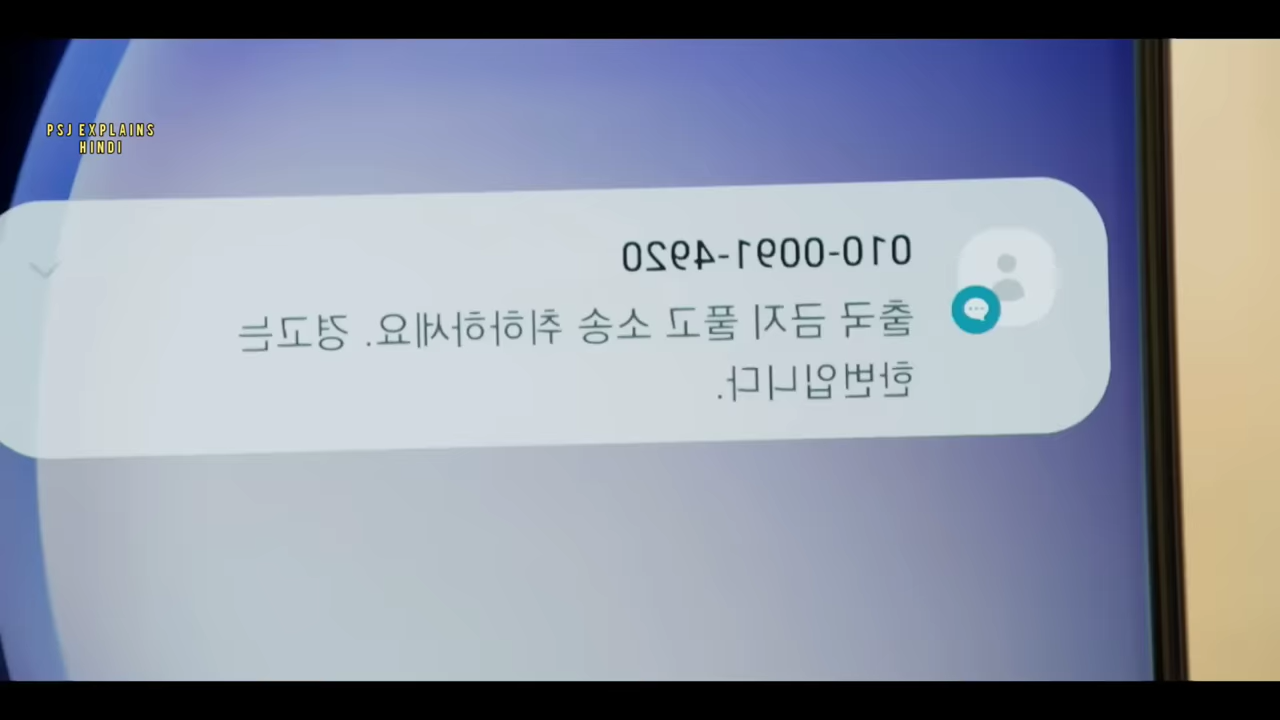 PSJ EXPLAINS
HINDI
010-0091-4920
출국 금지 풀고 소송 취하하세요. 경고는
한번입니다.